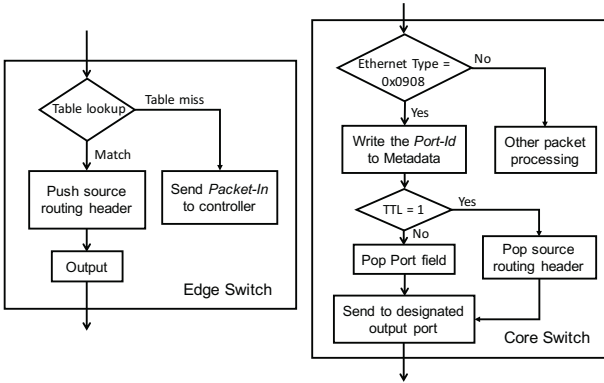 Table lookup
Table miss
Match
Push source
routing header
Send Packet-In
to controller
Output
Edge Switch
Ethernet Type =
0x0908
No
Yes
Write the Port-Id
to Metadata
Other packet
processing
TTL = 1
Yes
No
Pop Port field
Pop source
routing header
Send to designated
output port
Core Switch